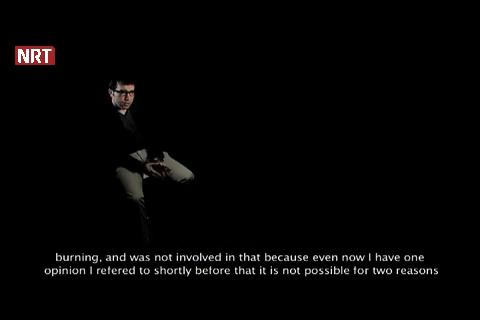 NRT
burning, and was not involved in that because even now I have one
opinion I refered to shortly before that it is not possible for two reasons